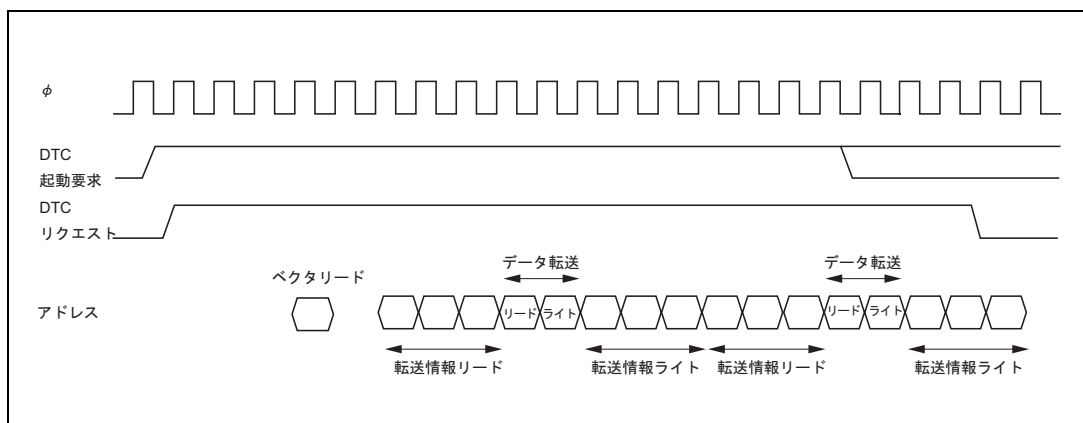 φ
DTC
起動要求
DTC
リクエスト
データ転送
データ転送
ベクタリード
アドレス
リード
ライト
リード
ライト
転送情報リード
転送情報ライト
転送情報リード
転送情報ライト